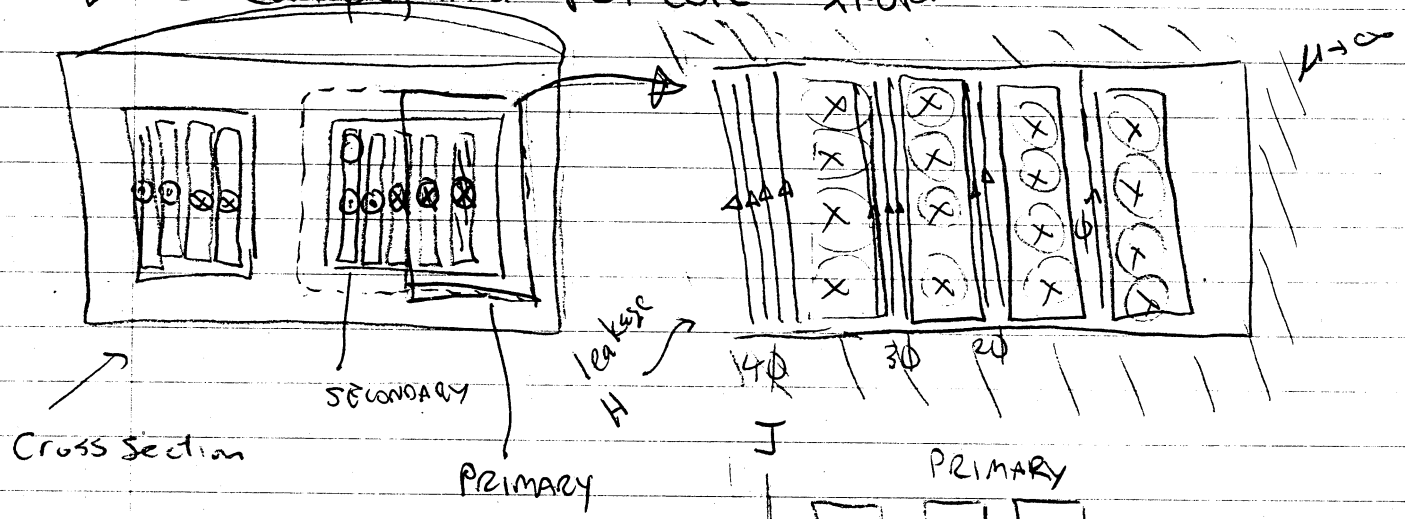 μ→∞
leakage
H
4Φ
3Φ
2Φ
Φ
SECONDARY
Cross Section
PRIMARY
J
PRIMARY